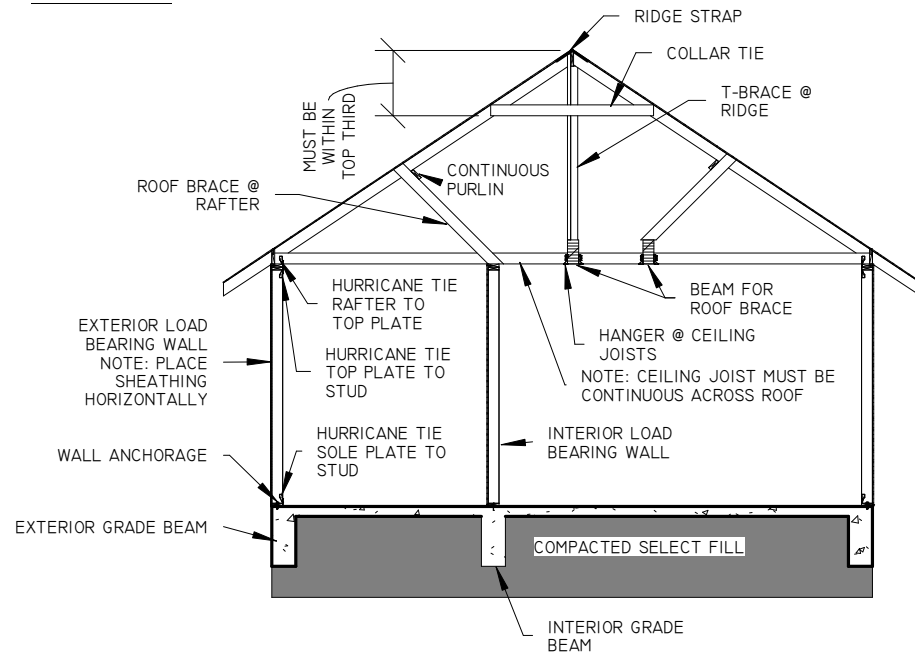 RIDGE STRAP
COLLAR TIE
T-BRACE @
RIDGE
MUST BE
WITHIN
TOP THIRD
CONTINUOUS
PURLIN
ROOF BRACE @
RAFTER
HURRICANE TIE
RAFTER TO
TOP PLATE
BEAM FOR
ROOF BRACE
EXTERIOR LOAD
BEARING WALL
NOTE: PLACE
SHEATHING
HORIZONTALLY
HANGER @ CEILING
JOISTS
HURRICANE TIE
TOP PLATE TO
STUD
NOTE: CEILING JOIST MUST BE
CONTINUOUS ACROSS ROOF
HURRICANE TIE
SOLE PLATE TO
STUD
INTERIOR LOAD
BEARING WALL
WALL ANCHORAGE
EXTERIOR GRADE BEAM
COMPACTED SELECT FILL
INTERIOR GRADE
BEAM